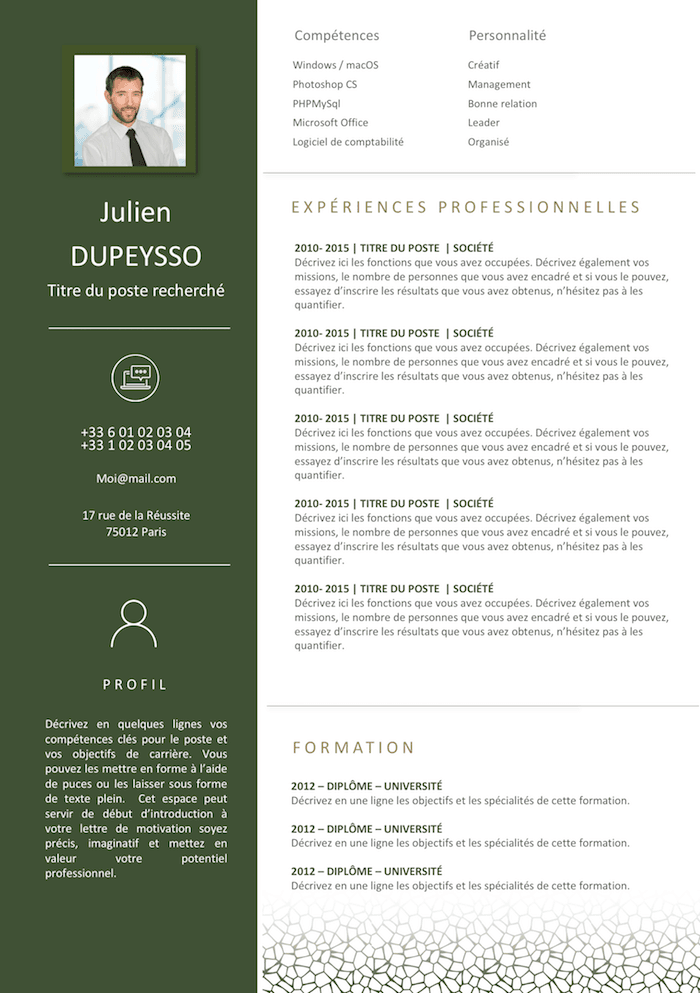 Julien
DUPEYSSO
Titre du poste recherché
+33 6 01 02 03 04
+33 1 02 03 04 05
Moi@mail.com
17 rue de la Réussite
75012 Paris
PROFIL
Décrivez en quelques lignes vos
compétences clés pour le poste et
vos objectifs de carrière. Vous
pouvez les mettre en forme à l’aide
de puces ou les laisser sous forme
de texte plein. Cet espace peut
servir de début d’introduction à
votre lettre de motivation soyez
précis, imaginatif et mettez en
valeur votre potentiel
professionnel.
Compétences
Windows / macOS
Photoshop CS
PHPMySql
Microsoft Office
Logiciel de comptabilité
Personnalité
Créatif
Management
Bonne relation
Leader
Organisé
EXPÉRIENCES PROFESSIONNELLES
2010- 2015 | TITRE DU POSTE | SOCIÉTÉ
Décrivez ici les fonctions que vous avez occupées. Décrivez également vos
missions, le nombre de personnes que vous avez encadré et si vous le pouvez,
essayez d’inscrire les résultats que vous avez obtenus, n’hésitez pas à les
quantifier.
2010- 2015 | TITRE DU POSTE | SOCIÉTÉ
Décrivez ici les fonctions que vous avez occupées. Décrivez également vos
missions, le nombre de personnes que vous avez encadré et si vous le pouvez,
essayez d’inscrire les résultats que vous avez obtenus, n’hésitez pas à les
quantifier.
2010- 2015 | TITRE DU POSTE | SOCIÉTÉ
Décrivez ici les fonctions que vous avez occupées. Décrivez également vos
missions, le nombre de personnes que vous avez encadré et si vous le pouvez,
essayez d’inscrire les résultats que vous avez obtenus, n’hésitez pas à les
quantifier.
2010- 2015 | TITRE DU POSTE | SOCIÉTÉ
Décrivez ici les fonctions que vous avez occupées. Décrivez également vos
missions, le nombre de personnes que vous avez encadré et si vous le pouvez,
essayez d’inscrire les résultats que vous avez obtenus, n’hésitez pas à les
quantifier.
2010- 2015 | TITRE DU POSTE | SOCIÉTÉ
Décrivez ici les fonctions que vous avez occupées. Décrivez également vos
missions, le nombre de personnes que vous avez encadré et si vous le pouvez,
essayez d’inscrire les résultats que vous avez obtenus, n’hésitez pas à les
quantifier.
FORMATION
2012 – DIPLÔME – UNIVERSITÉ
Décrivez en une ligne les objectifs et les spécialités de cette formation.
2012 – DIPLÔME – UNIVERSITÉ
Décrivez en une ligne les objectifs et les spécialités de cette formation.
2012 – DIPLÔME – UNIVERSITÉ
Décrivez en une ligne les objectifs et les spécialités de cette formation.